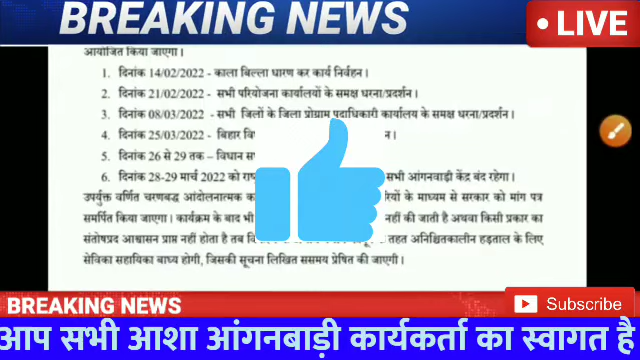 BREAKING NEWS
LIVE
आयोजित किया जाएगा।
1. दिनांक 14/02/2022 - काला बिल्ला धारण कर कार्य निर्वहन।
2. दिनांक 21/02/2022 - सभी परियोजना कार्यालयों के समक्ष धरना/प्रदर्शन।
3. दिनांक 08/03/2022 - सभी जिलों के जिला प्रोग्राम पदाधिकारी कार्यालय के समक्ष धरना/प्रदर्शन।
4. दिनांक 25/03/2022 - बिहार
5. दिनांक 26 से 29 तक – विधान
6. दिनांक 28-29 मार्च 2022 को सभी आंगनवाड़ी केंद्र बंद रहेगा।
उपर्युक्त वर्णित चरणबद्ध आंदोलनात्मक के माध्यम से सरकार को मांग पत्र
समर्पित किया जाएगा। कार्यक्रम के बाद भी नहीं की जाती है अथवा किसी प्रकार का
संतोषप्रद आश्वासन प्राप्त नहीं होता है तब तहत अनिश्चितकालीन हड़ताल के लिए
सेविका सहायिका बाध्य होगी, जिसकी सूचना लिखित ससमय प्रेषित की जाएगी।
BREAKING NEWS
Subscribe
आप सभी आशा आंगनबाड़ी कार्यकर्ता का स्वागत है